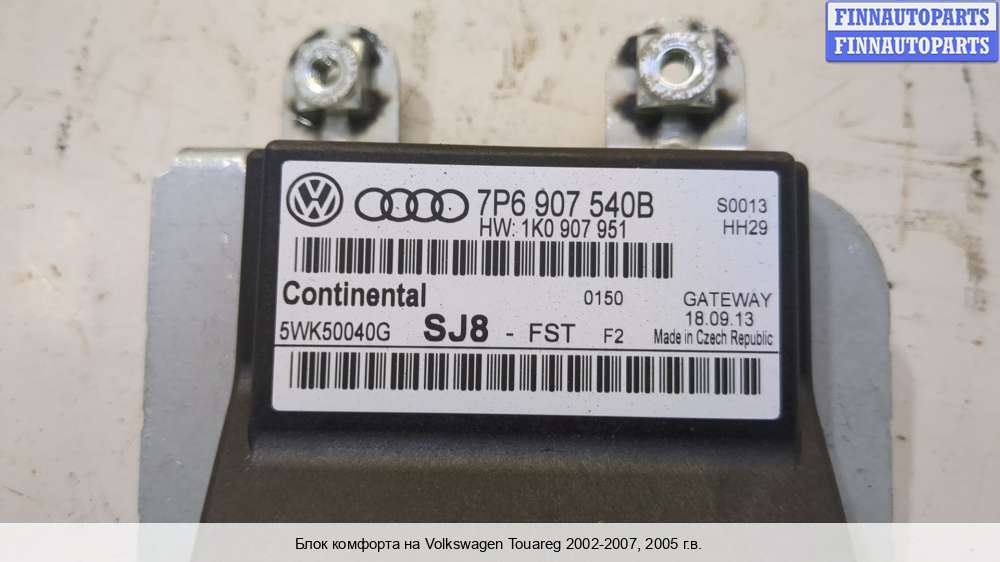 FINNAUTOPARTS
FINNAUTOPARTS
VW 7P6 907 540B S0013
HW: 1K0 907 951 HH29
Continental 0150 GATEWAY
18.09.13
5WK50040G SJ8 - FST F2 Made in Czech Republic
Блок комфорта на Volkswagen Touareg 2002-2007, 2005 г.в.